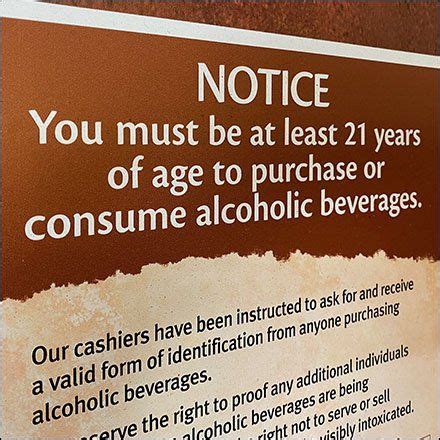 NOTICE
You must be at least 21 years
of age to purchase or
consume alcoholic beverages.
Our cashiers have been instructed to ask for and receive
a valid form of identification from anyone purchasing
alcoholic beverages.
reserve the right to proof any additional individuals
alcoholic beverages are being
right not to serve or sell
visibly intoxicated.